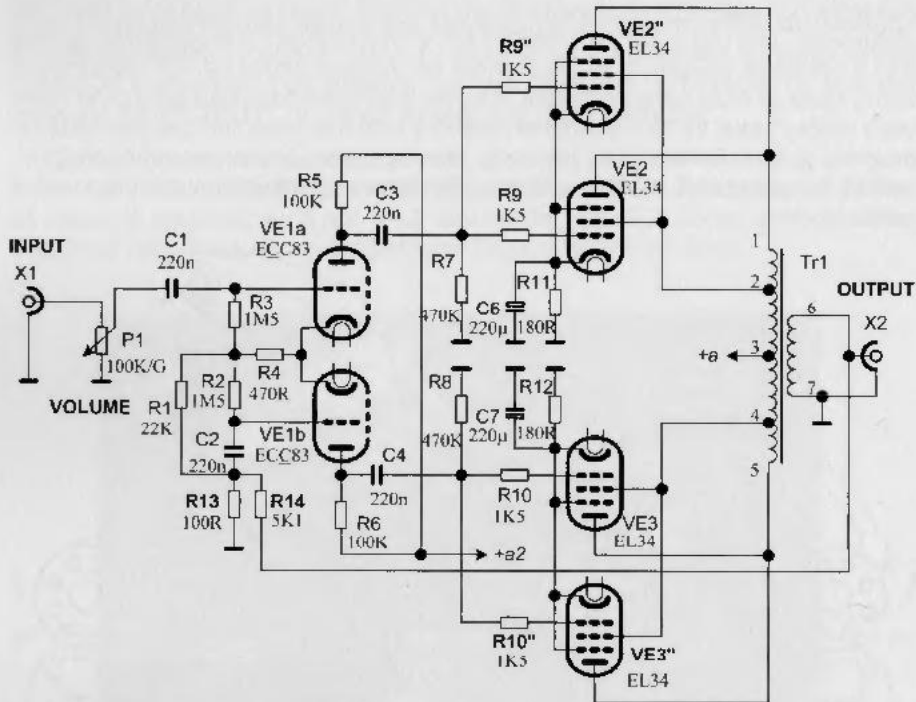 VE2"
EL34
R9"
1K5
VE2
EL34
R5
100K
C3
220n
R9
1K5
VE1a
ECC83
INPUT
X1
C1
220n
R7
470K
C6
220µ
R11
180R
1
2
3
4
5
6
7
Tr1
OUTPUT
X2
+a
P1
100K/G
VOLUME
R3
1M5
R4
470R
R2
1M5
R1
22K
C2
220n
VE1b
ECC83
R8
470K
C7
220µ
R12
180R
C4
220n
R10
1K5
VE3
EL34
R13
100R
R14
5K1
R6
100K
+a2
R10"
1K5
VE3"
EL34